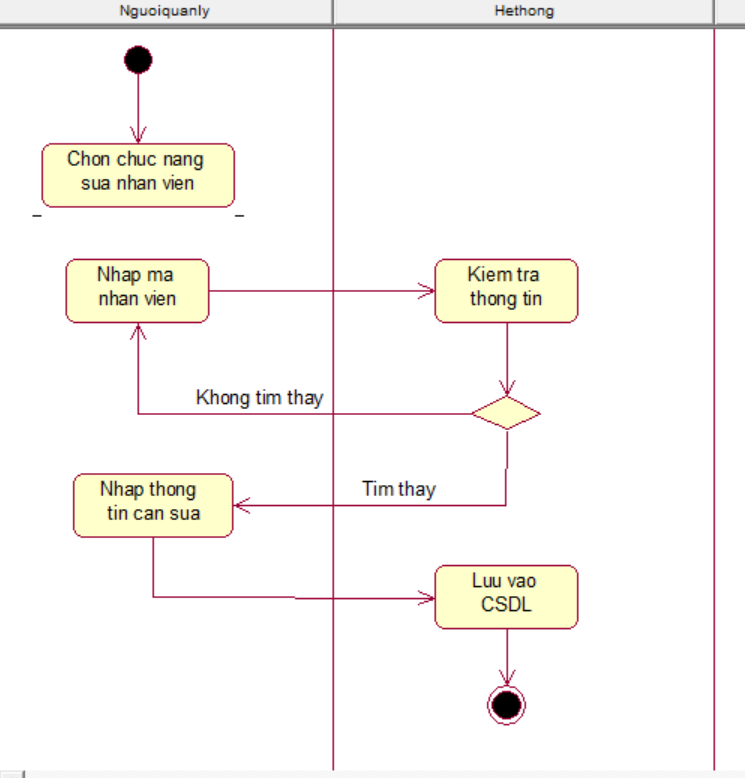 Nguoiquanly
Hethong
Chon chuc nang
sua nhan vien
Nhap ma
nhan vien
Kiem tra
thong tin
Khong tim thay
Nhap thong
tin can sua
Tim thay
Luu vao
CSDL